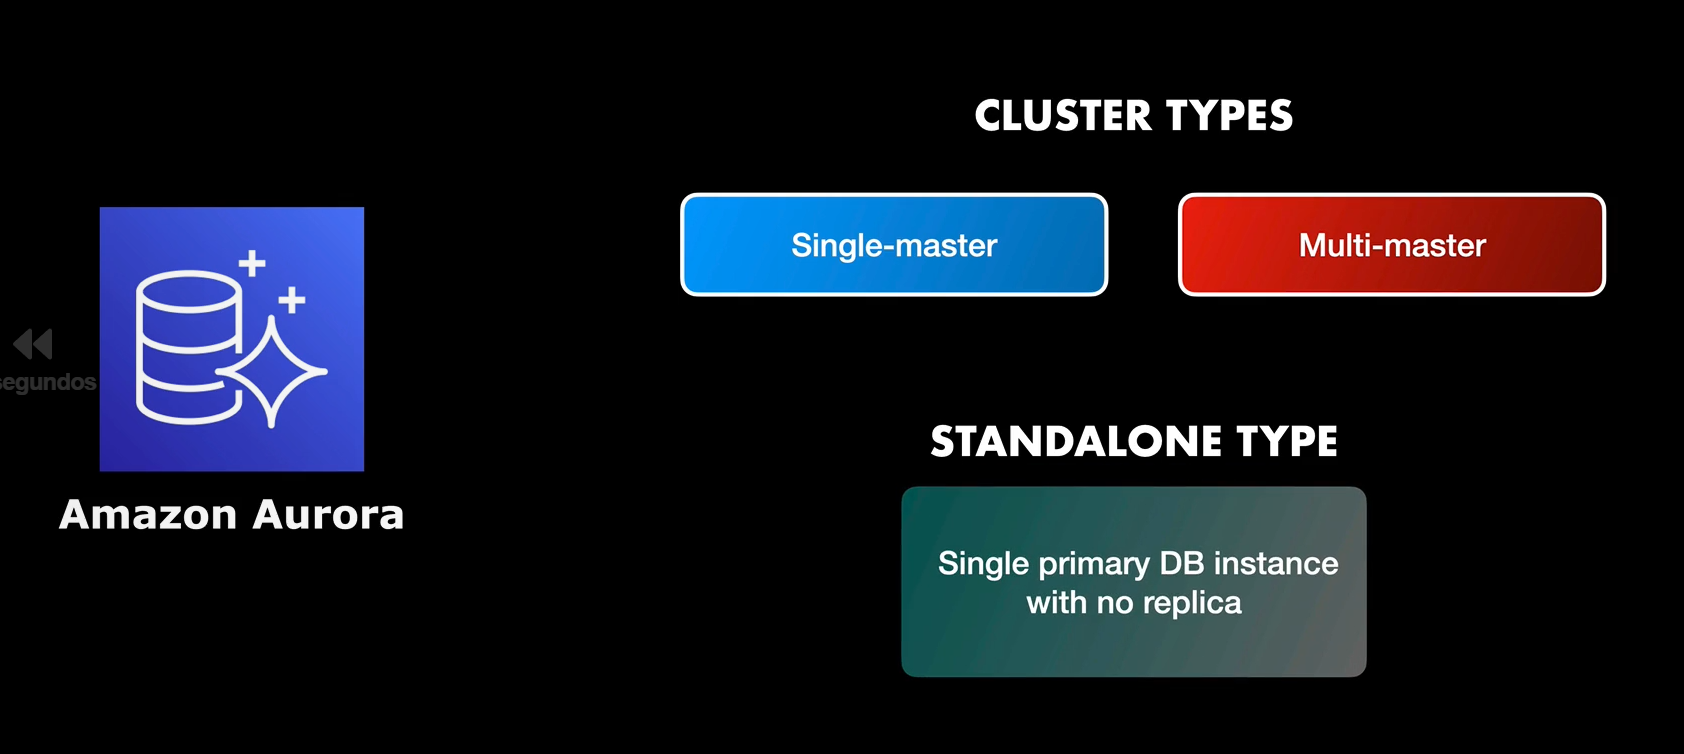 CLUSTER TYPES
Single-master
Multi-master
segundos
Amazon Aurora
STANDALONE TYPE
Single primary DB instance
with no replica